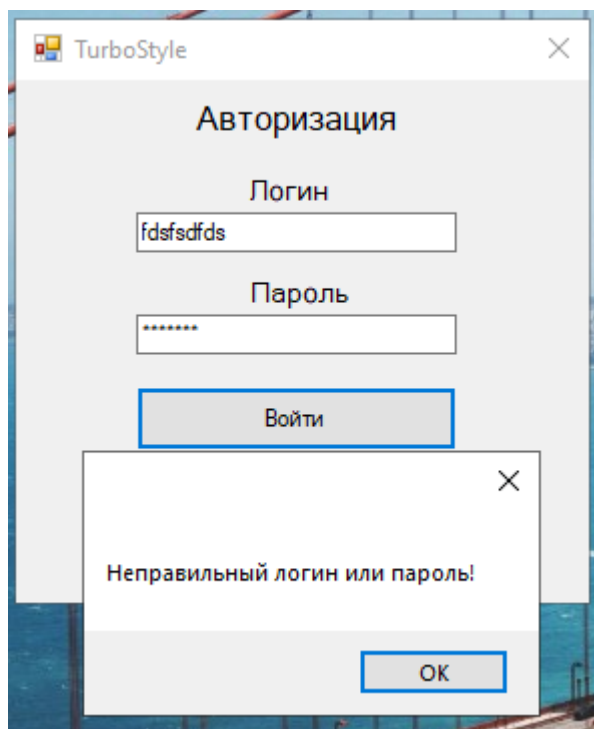 TurboStyle
Авторизация
Логин
fdsfsdfds
Пароль
*******
Войти
Неправильный логин или пароль!
OK